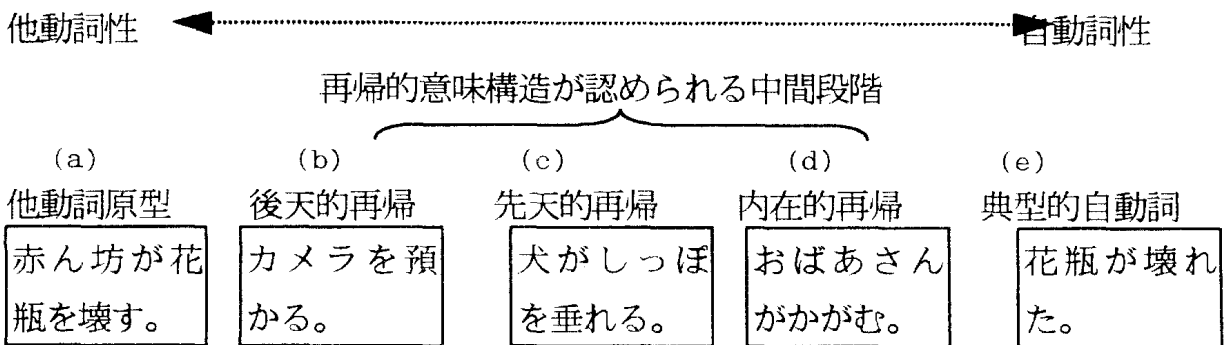 他動詞性 自動詞性
再帰的意味構造が認められる中間段階
(a) (b) (c) (d) (e)
他動詞原型 後天的再帰 先天的再帰 内在的再帰 典型的自動詞
赤ん坊が花 カメラを預 犬がしっぽ おばあさん 花瓶が壊れ
瓶を壊す。 かる。 を垂れる。 がかがむ。 た。